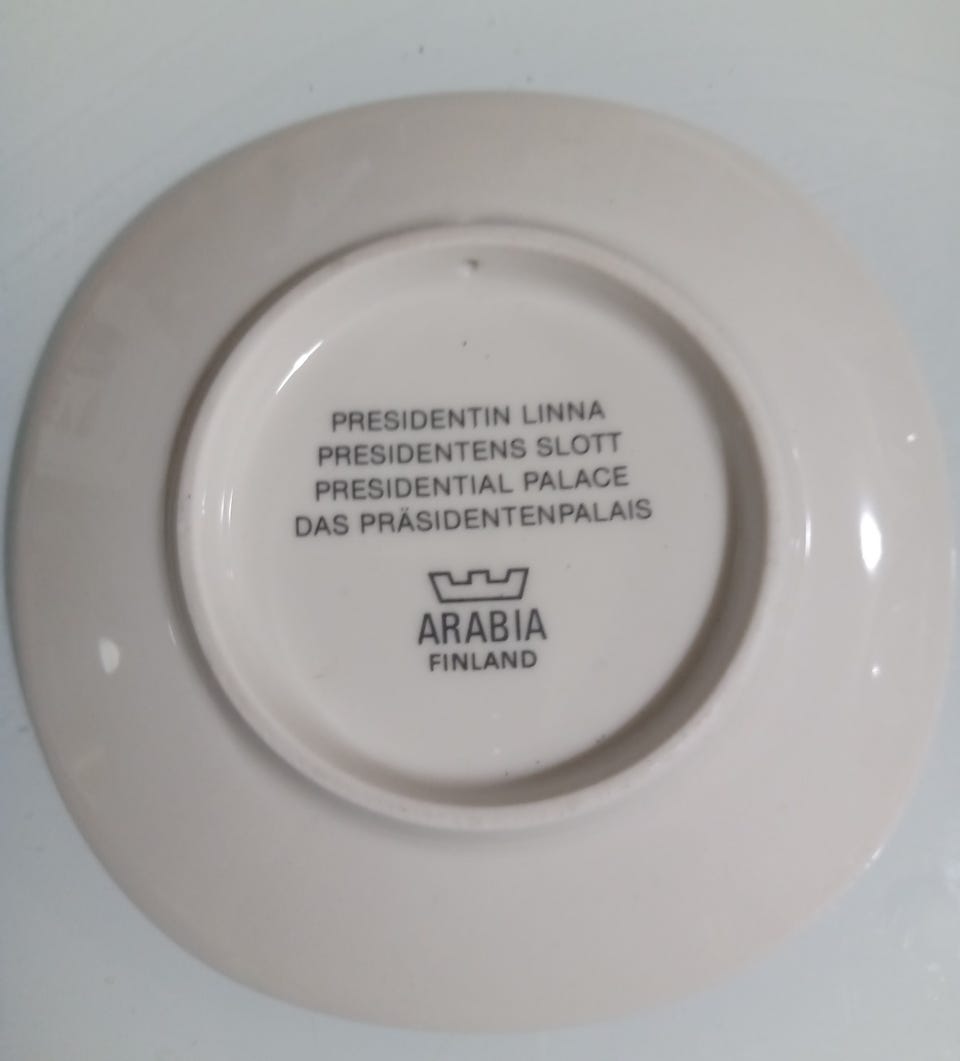 PRESIDENTIN LINNA
PRESIDENTENS SLOTT
PRESIDENTIAL PALACE
DAS PRÄSIDENTENPALAIS
ARABIA
FINLAND